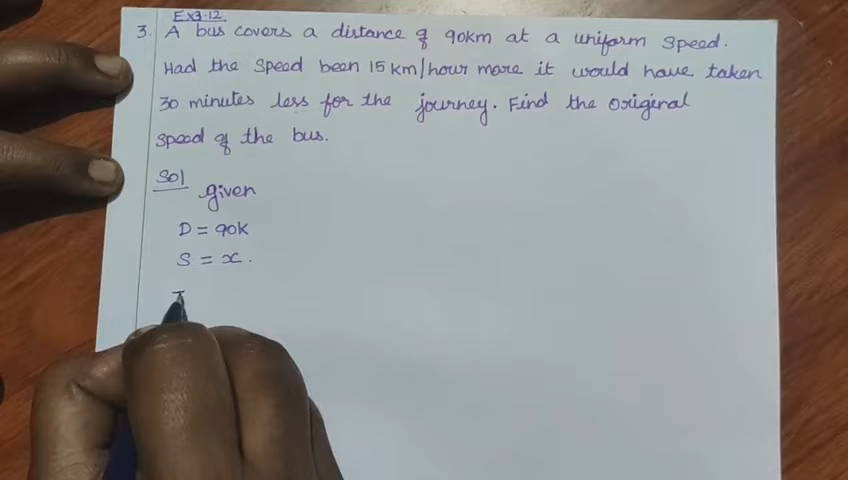 Ex3.12
3. A bus covers a distance of 90km at a uniform speed.
Had the speed been 15 km/hour more it would have taken
30 minutes less for the journey. Find the original
speed of the bus.
Sol
given
D = 90k
S = x.
T